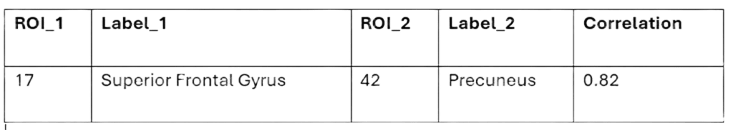 ROI_1 Label_1 ROI_2 Label_2 Correlation
17 Superior Frontal Gyrus 42 Precuneus 0.82